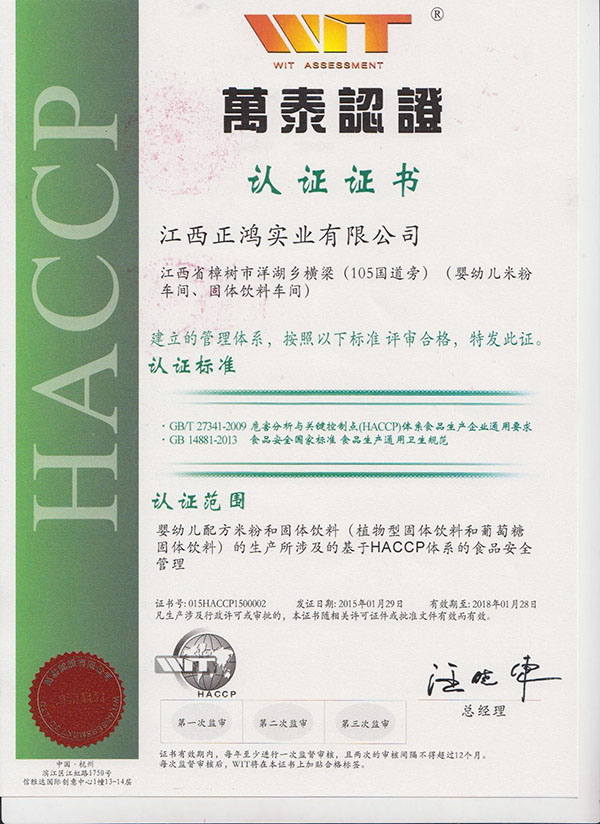 WIT
®
WIT ASSESSMENT
萬泰認證
HACCP
认证证书
江西正鸿实业有限公司
江西省樟树市洋湖乡横梁（105国道旁）（婴幼儿米粉
车间、固体饮料车间）
建立的管理体系，按照以下标准评审合格，特发此证。
认证标准
· GB/T 27341-2009 危害分析与关键控制点(HACCP)体系食品生产企业通用要求
· GB 14881-2013 食品安全国家标准 食品生产通用卫生规范
认证范围
婴幼儿配方米粉和固体饮料（植物型固体饮料和葡萄糖
固体饮料）的生产所涉及的基于HACCP体系的食品安全
管理
证书号: 015HACCP1500002 发证日期: 2015年01月29日 有效期至: 2018年01月28日
凡生产涉及行政许可或审批的，本证书随相关许可证件或批准文件有效而有效。
WIT
HACCP
总经理
第一次监审 第二次监审 第三次监审
证书有效期内，每年至少进行一次监督审核，且两次的审核间隔不得超过12个月。
每次监督审核后，WIT将在本证书上加贴合格标签。
中国·杭州
滨江区江虹路1750号
信雅达国际创意中心1幢13-14层